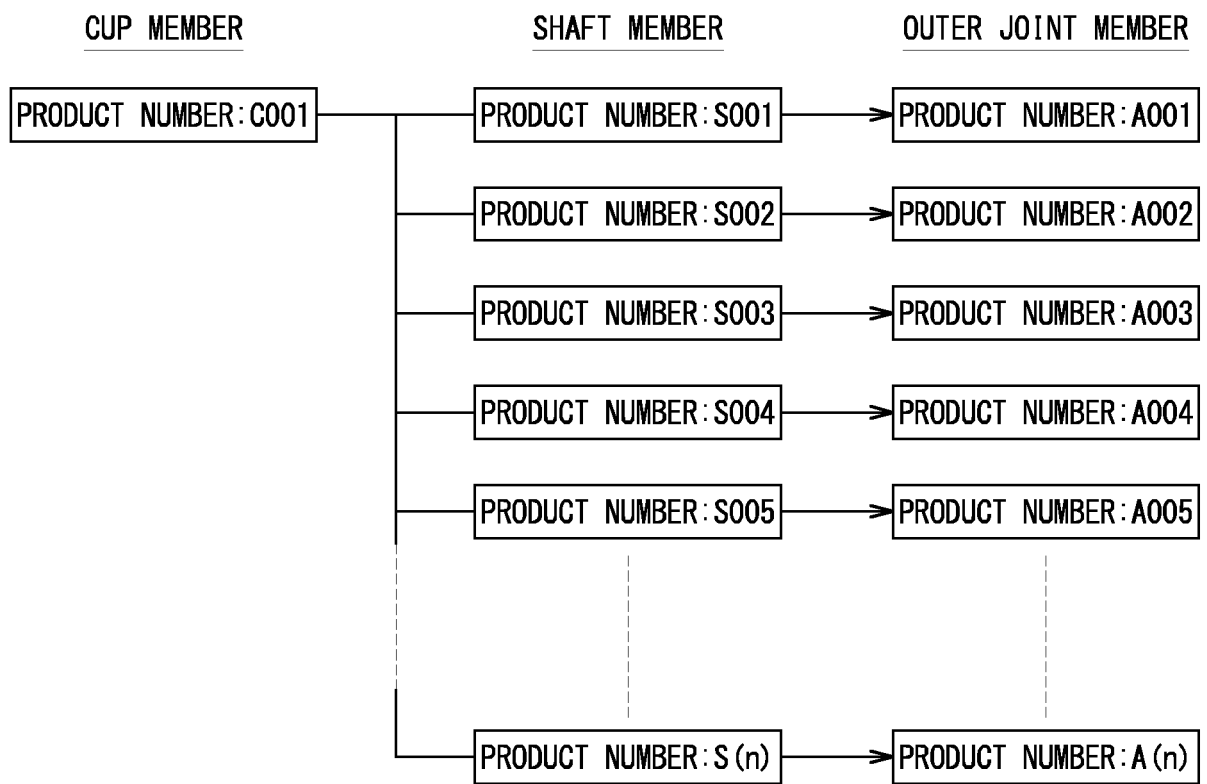 CUP MEMBER
SHAFT MEMBER
OUTER JOINT MEMBER
PRODUCT NUMBER:C001
PRODUCT NUMBER:S001
PRODUCT NUMBER:A001
PRODUCT NUMBER:S002
PRODUCT NUMBER:A002
PRODUCT NUMBER:S003
PRODUCT NUMBER:A003
PRODUCT NUMBER:S004
PRODUCT NUMBER:A004
PRODUCT NUMBER:S005
PRODUCT NUMBER:A005
PRODUCT NUMBER:S(n)
PRODUCT NUMBER:A(n)